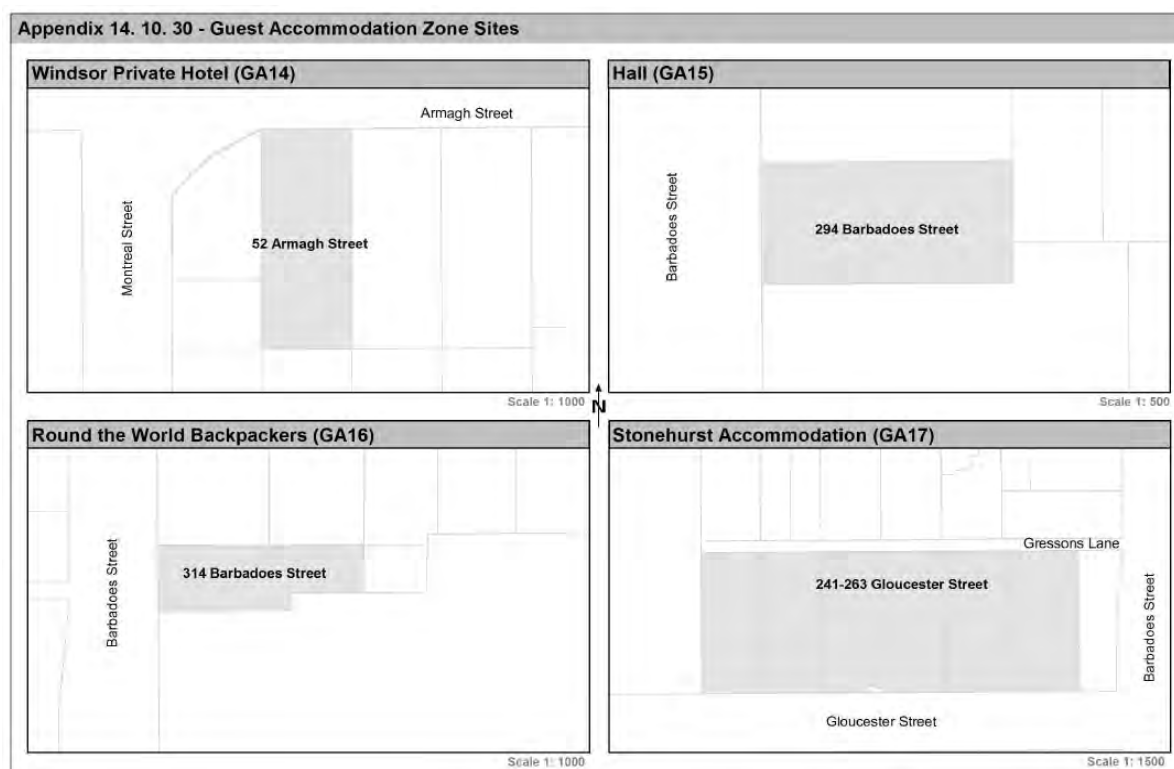 Appendix 14. 10. 30 - Guest Accommodation Zone Sites
Windsor Private Hotel (GA14)
Armagh Street
Montreal Street
52 Armagh Street
Scale 1: 1000
Hall (GA15)
Barbadoes Street
294 Barbadoes Street
Scale 1: 500
N
Round the World Backpackers (GA16)
Barbadoes Street
314 Barbadoes Street
Scale 1: 1000
Stonehurst Accommodation (GA17)
Gressons Lane
241-263 Gloucester Street
Barbadoes Street
Gloucester Street
Scale 1: 1500